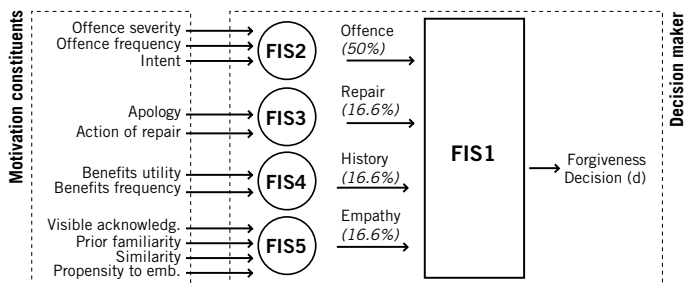 Motivation constituents
Offence severity
Offence frequency
Intent
Apology
Action of repair
Benefits utility
Benefits frequency
Visible acknowledg.
Prior familiarity
Similarity
Propensity to emb.
FIS2
FIS3
FIS4
FIS5
Offence
(50%)
Repair
(16.6%)
History
(16.6%)
Empathy
(16.6%)
FIS1
Forgiveness
Decision (d)
Decision maker